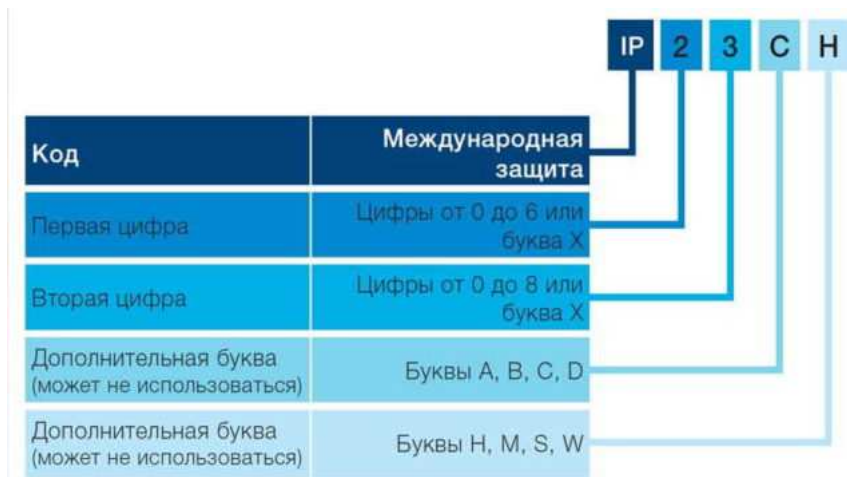 IP 2 3 C H
Код
Международная
защита
Первая цифра
Цифры от 0 до 6 или
буква X
Вторая цифра
Цифры от 0 до 8 или
буква X
Дополнительная буква
(может не использоваться)
Буквы A, B, C, D
Дополнительная буква
(может не использоваться)
Буквы H, M, S, W